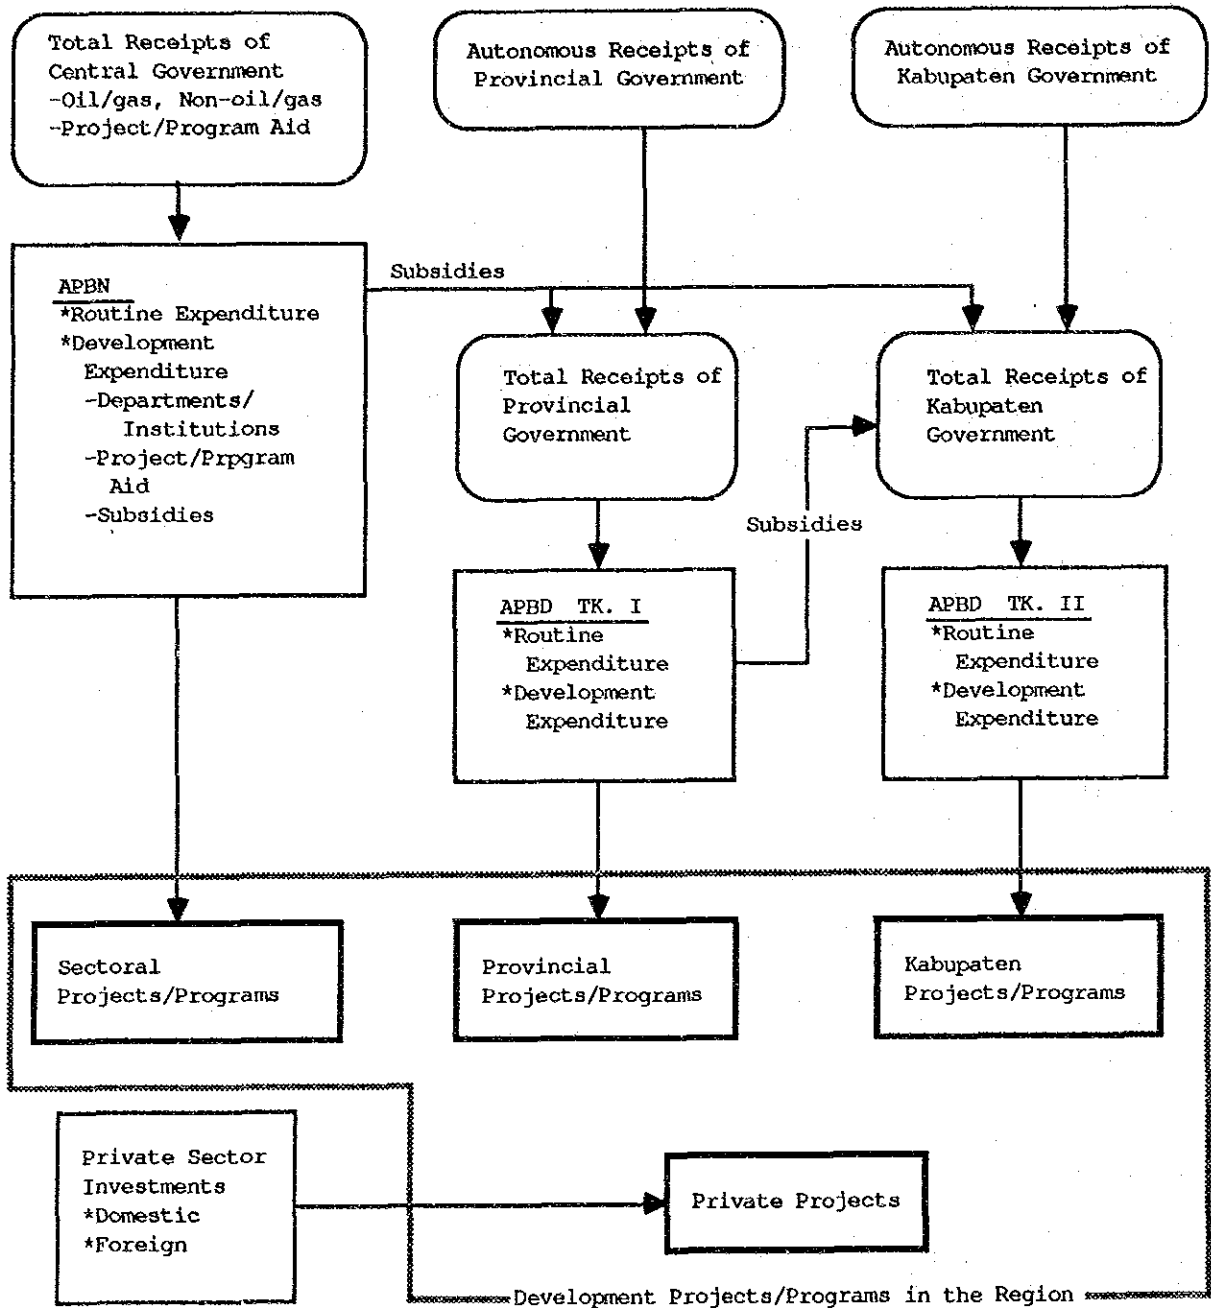 Total Receipts of
Central Government
-Oil/gas, Non-oil/gas
-Project/Program Aid
Autonomous Receipts of
Provincial Government
Autonomous Receipts of
Kabupaten Government
APBN
*Routine Expenditure
*Development
Expenditure
-Departments/
Institutions
-Project/Prpgram
Aid
-Subsidies
Subsidies
Total Receipts of
Provincial
Government
Total Receipts of
Kabupaten
Government
Subsidies
APBD TK. I
*Routine
Expenditure
*Development
Expenditure
APBD TK. II
*Routine
Expenditure
*Development
Expenditure
Sectoral
Projects/Programs
Provincial
Projects/Programs
Kabupaten
Projects/Programs
Private Sector
Investments
*Domestic
*Foreign
Private Projects
Development Projects/Programs in the Region